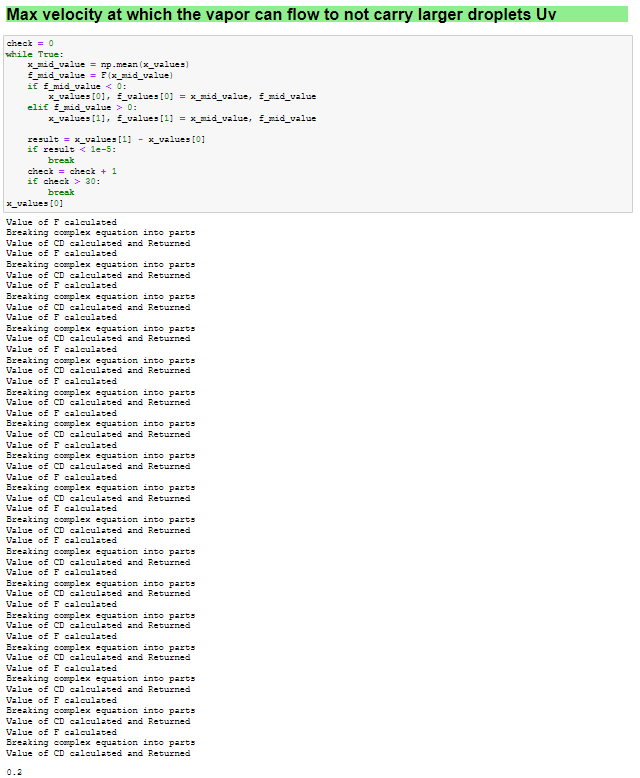 Max velocity at which the vapor can flow to not carry larger droplets Uv
check = 0
while True:
    x_mid_value = np.mean(x_values)
    f_mid_value = F(x_mid_value)
    if f_mid_value < 0:
        x_values[0], f_values[0] = x_mid_value, f_mid_value
    elif f_mid_value > 0:
        x_values[1], f_values[1] = x_mid_value, f_mid_value
    result = x_values[1] - x_values[0]
    if result < 1e-5:
        break
    check = check + 1
    if check > 30:
        break
x_values[0]
Value of F calculated
Breaking complex equation into parts
Value of CD calculated and Returned
Value of F calculated
Breaking complex equation into parts
Value of CD calculated and Returned
Value of F calculated
Breaking complex equation into parts
Value of CD calculated and Returned
Value of F calculated
Breaking complex equation into parts
Value of CD calculated and Returned
Value of F calculated
Breaking complex equation into parts
Value of CD calculated and Returned
Value of F calculated
Breaking complex equation into parts
Value of CD calculated and Returned
Value of F calculated
Breaking complex equation into parts
Value of CD calculated and Returned
Value of F calculated
Breaking complex equation into parts
Value of CD calculated and Returned
Value of F calculated
Breaking complex equation into parts
Value of CD calculated and Returned
Value of F calculated
Breaking complex equation into parts
Value of CD calculated and Returned
Value of F calculated
Breaking complex equation into parts
Value of CD calculated and Returned
Value of F calculated
Breaking complex equation into parts
Value of CD calculated and Returned
Value of F calculated
Breaking complex equation into parts
Value of CD calculated and Returned
Value of F calculated
Breaking complex equation into parts
Value of CD calculated and Returned
Value of F calculated
Breaking complex equation into parts
Value of CD calculated and Returned
Value of F calculated
Breaking complex equation into parts
Value of CD calculated and Returned
Value of F calculated
Breaking complex equation into parts
Value of CD calculated and Returned
0.2